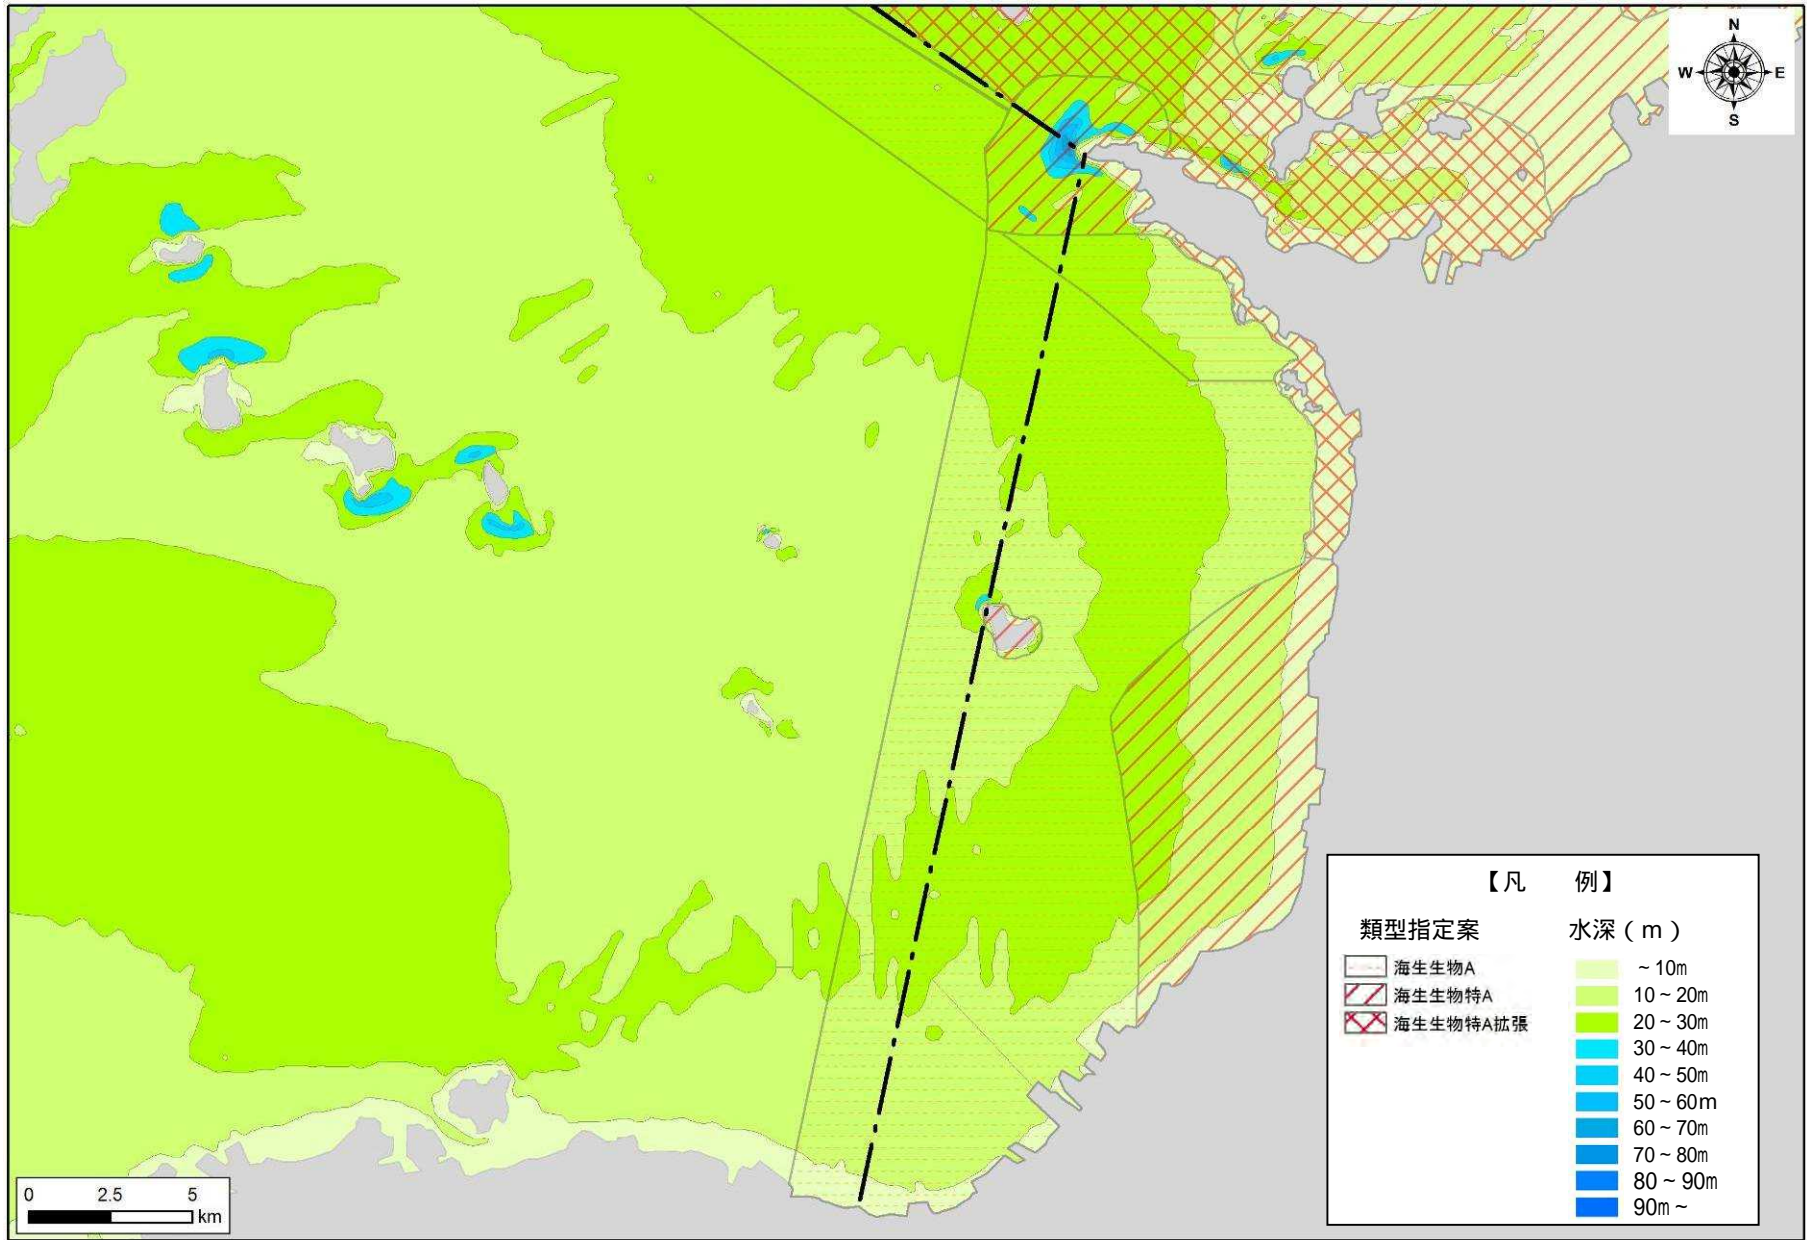 N
W E
S
【凡 例】
類型指定案 水深(m)
海生生物A
海生生物特A
海生生物特A拡張
~10m
10~20m
20~30m
30~40m
40~50m
50~60m
60~70m
70~80m
80~90m
90m~
0 2.5 5
km